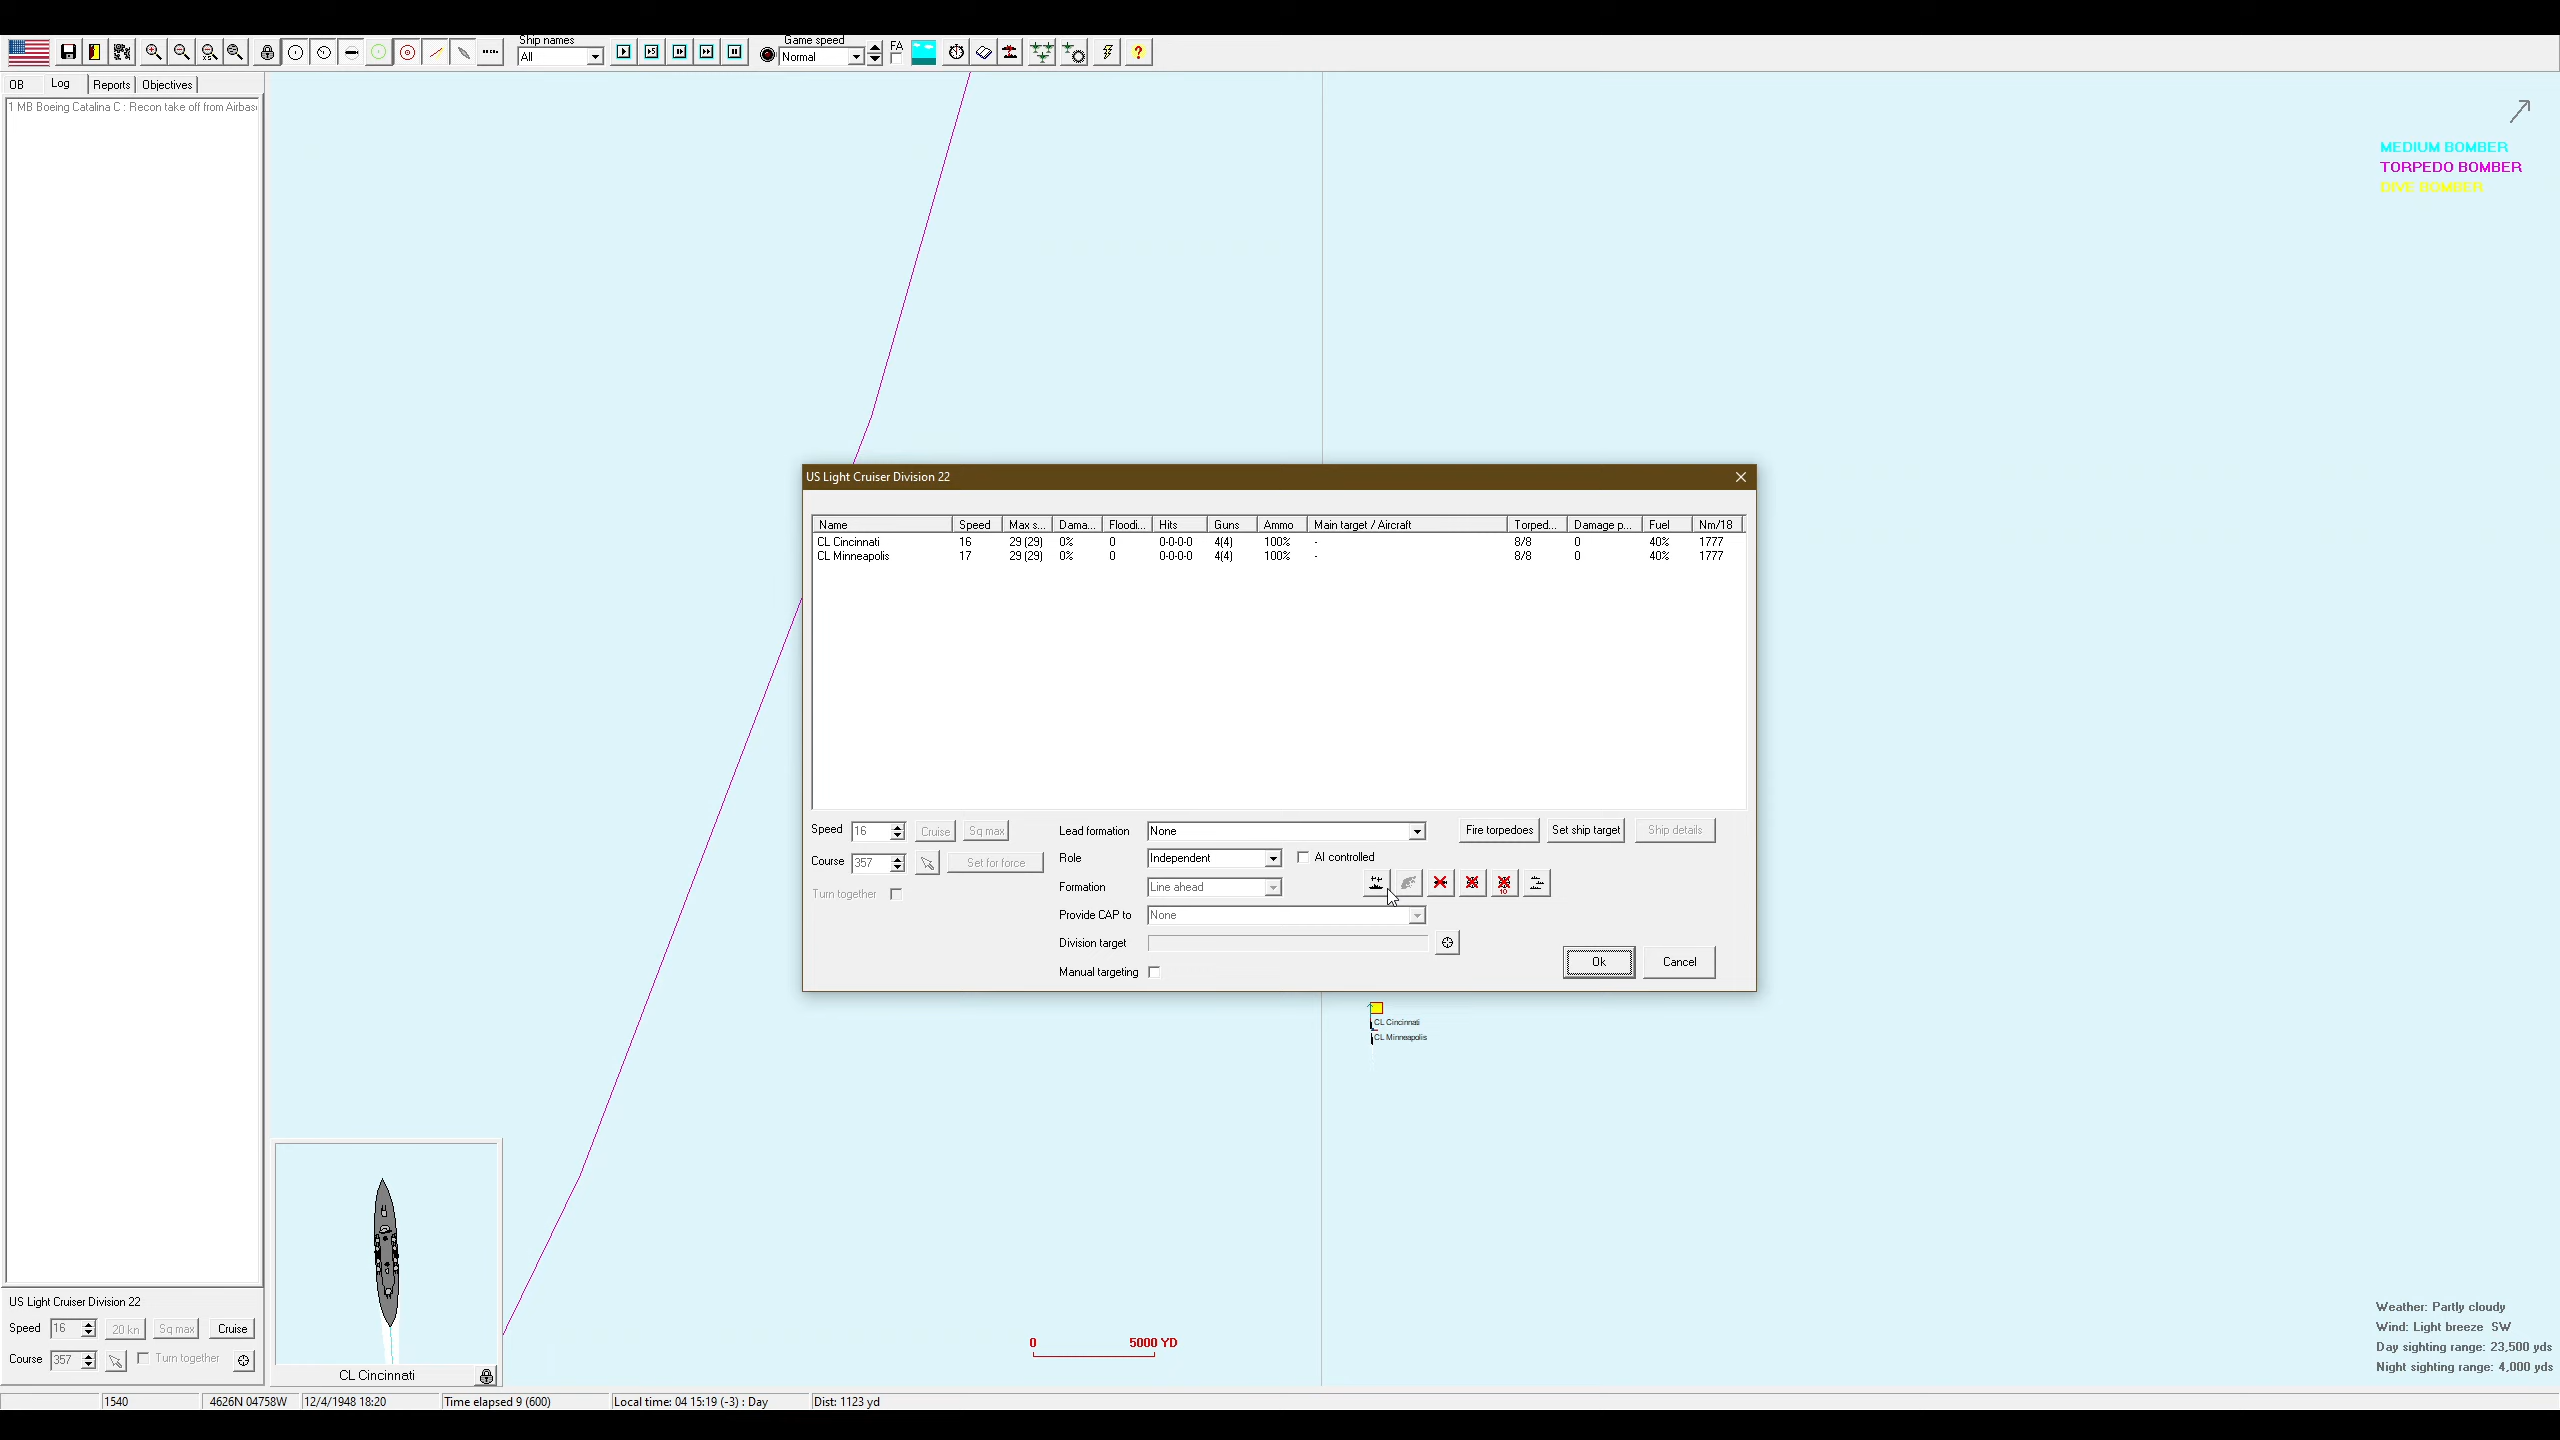 Ship names
Game speed
FA
All
Normal
?
OB
Log
Reports
Objectives
1 MB Boeing Catalina C : Recon take off from Airbas
MEDIUM BOMBER
TORPEDO BOMBER
DIVE BOMBER
US Light Cruiser Division 22
Name Speed Max s... Dama... Floodi... Hits Guns Ammo Main target / Aircraft Torped... Damage p... Fuel Nm/18
CL Cincinnati 16 29 (29) 0% 0 0-0-0-0 4(4) 100% - 8/8 0 40% 1777
CL Minneapolis 17 29 (29) 0% 0 0-0-0-0 4(4) 100% - 8/8 0 40% 1777
Speed 16 Cruise Sq max
Lead formation None
Fire torpedoes
Set ship target
Ship details
Course 357 Set for force
Role Independent
AI controlled
Formation Line ahead
10
Turn together
Provide CAP to None
Division target
Manual targeting
Ok
Cancel
CL Cincinnati
CL Minneapolis
US Light Cruiser Division 22
Speed 16 20 kn Sq max Cruise
Course 357 Turn together
CL Cincinnati
0 5000 YD
Weather: Partly cloudy
Wind: Light breeze SW
Day sighting range: 23,500 yds
Night sighting range: 4,000 yds
1540
4626N 04758W
12/4/1948 18:20
Time elapsed 9 (600)
Local time: 04 15:19 (-3) : Day
Dist: 1123 yd